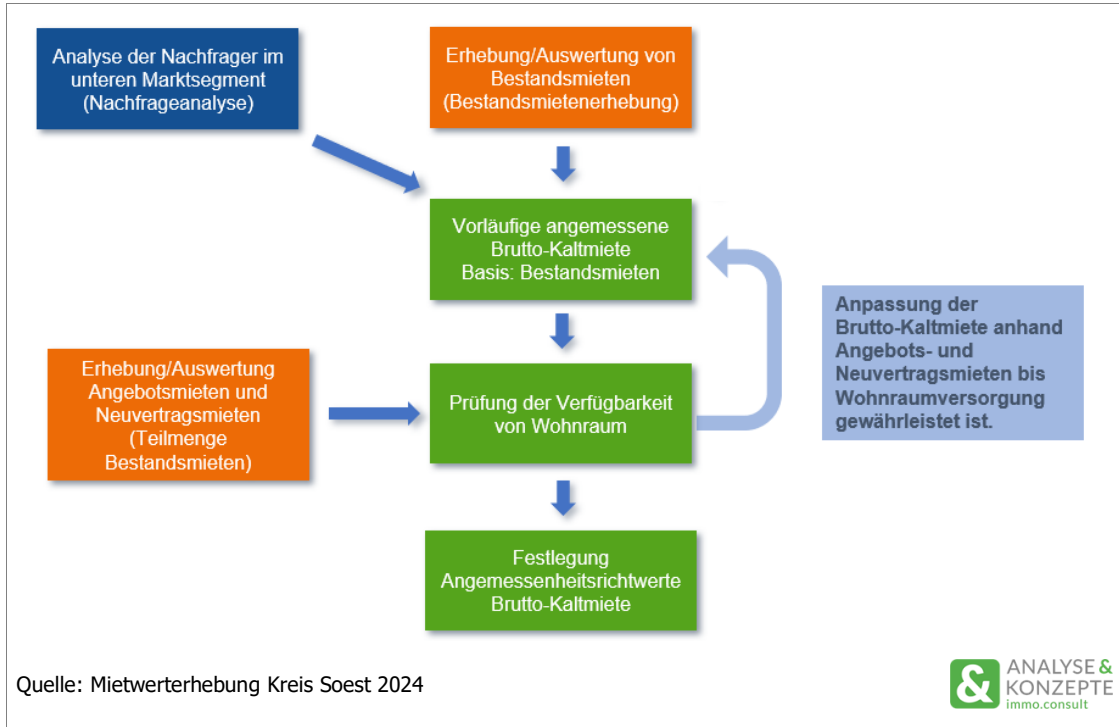 Analyse der Nachfrager im
unteren Marktsegment
(Nachfrageanalyse)
Erhebung/Auswertung von
Bestandsmieten
(Bestandsmietenerhebung)
Vorläufige angemessene
Brutto-Kaltmiete
Basis: Bestandsmieten
Anpassung der
Brutto-Kaltmiete anhand
Angebots- und
Neuvertragsmieten bis
Wohnraumversorgung
gewährleistet ist.
Erhebung/Auswertung
Angebotsmieten und
Neuvertragsmieten
(Teilmenge
Bestandsmieten)
Prüfung der Verfügbarkeit
von Wohnraum
Festlegung
Angemessenheitsrichtwerte
Brutto-Kaltmiete
Quelle: Mietwerterhebung Kreis Soest 2024
&
ANALYSE &
KONZEPTE
immo.consult